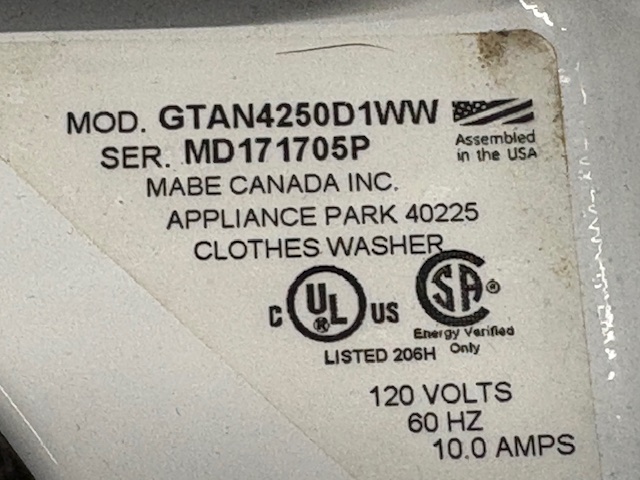 MOD. GTAN4250D1WW
SER. MD171705P
Assembled
in the USA
MABE CANADA INC.
APPLIANCE PARK 40225
CLOTHES WASHER
C UL ® US
SA ®
Energy Verified
Only
LISTED 206H
120 VOLTS
60 HZ
10.0 AMPS